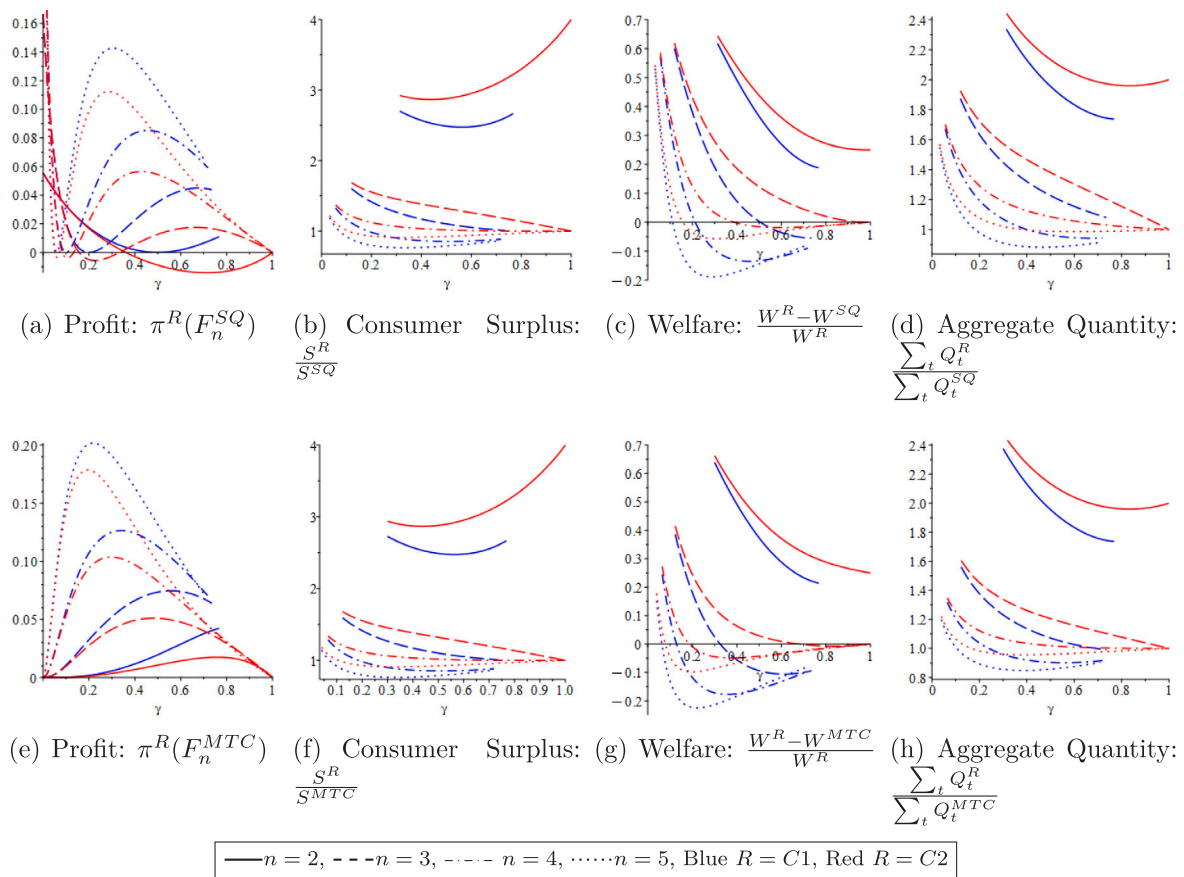 0.16
0.14
0.12
0.10
0.08
0.06
0.04
0.02
0
0.2 0.4 0.6 0.8 1
γ
4
3
2
1
0 0.2 0.4 0.6 0.8 1
γ
0.7
0.6
0.5
0.4
0.3
0.2
0.1
0
−0.1
−0.2
0.2 0.4 0.6 0.8 1
γ
2.4
2.2
2.0
1.8
1.6
1.4
1.2
1
0.8
0 0.2 0.4 0.6 0.8 1
γ
(a) Profit: π^R(F_n^{SQ})
(b) Consumer Surplus: S^R / S^{SQ}
(c) Welfare: (W^R − W^{SQ}) / W^R
(d) Aggregate Quantity: ∑_t Q_t^R / ∑_t Q_t^{SQ}
0.20
0.15
0.10
0.05
0
0.2 0.4 0.6 0.8 1
γ
4
3
2
1
0.1 0.2 0.3 0.4 0.5 0.6 0.7 0.8 0.9 1.0
γ
0.7
0.6
0.5
0.4
0.3
0.2
0.1
0
−0.1
−0.2
0.2 0.4 0.6 0.8 1
γ
2.4
2.2
2.0
1.8
1.6
1.4
1.2
1.0
0.8
0 0.2 0.4 0.6 0.8 1
γ
(e) Profit: π^R(F_n^{MTC})
(f) Consumer Surplus: S^R / S^{MTC}
(g) Welfare: (W^R − W^{MTC}) / W^R
(h) Aggregate Quantity: ∑_t Q_t^R / ∑_t Q_t^{MTC}
n = 2, n = 3, n = 4, n = 5, Blue R = C1, Red R = C2